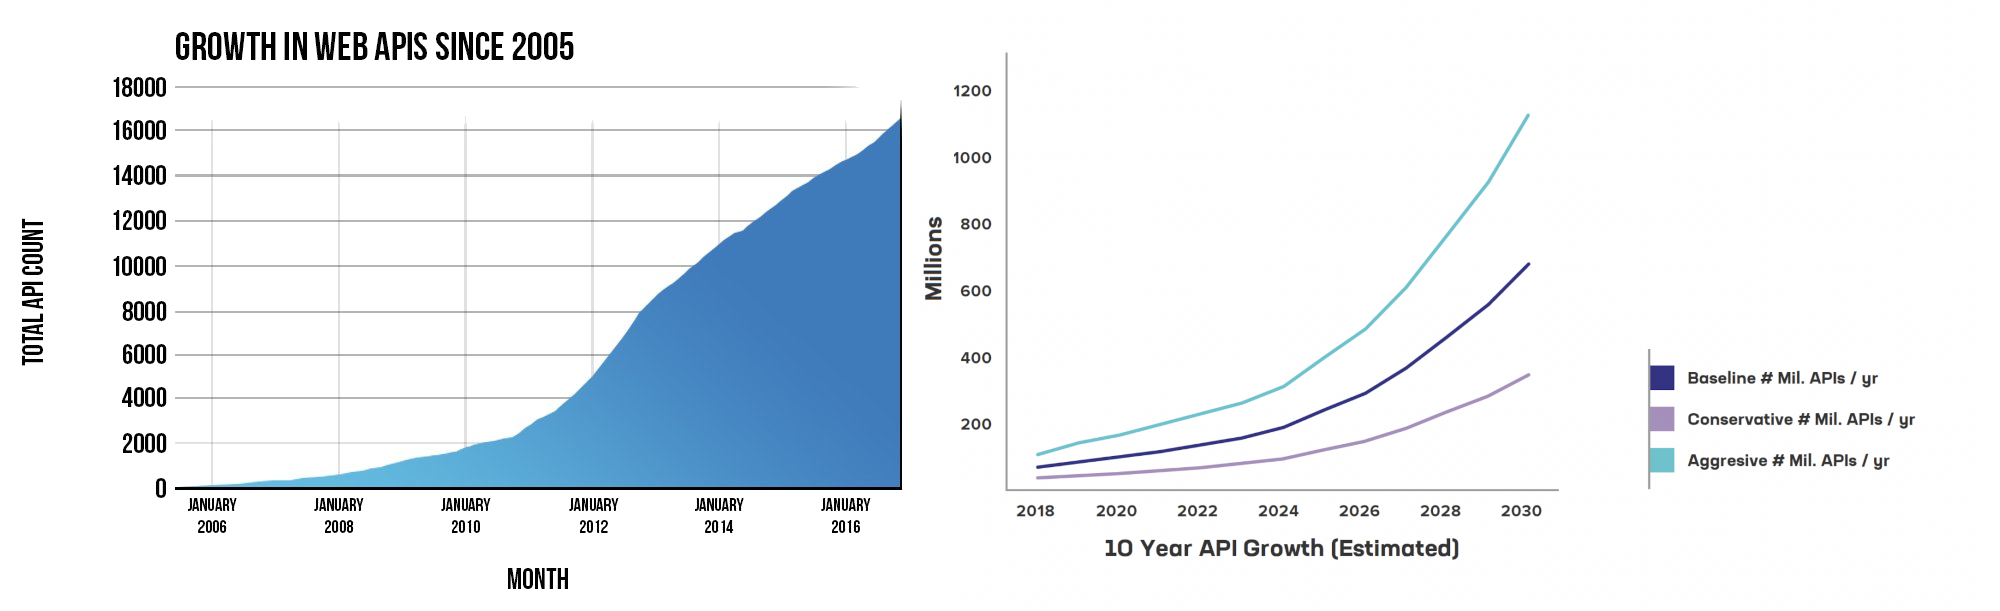 GROWTH IN WEB APIS SINCE 2005
TOTAL API COUNT
18000
16000
14000
12000
10000
8000
6000
4000
2000
0
JANUARY 2006
JANUARY 2008
JANUARY 2010
JANUARY 2012
JANUARY 2014
JANUARY 2016
MONTH
Millions
1200
1000
800
600
400
200
2018 2020 2022 2024 2026 2028 2030
10 Year API Growth (Estimated)
Baseline # Mil. APIs / yr
Conservative # Mil. APIs / yr
Aggresive # Mil. APIs / yr